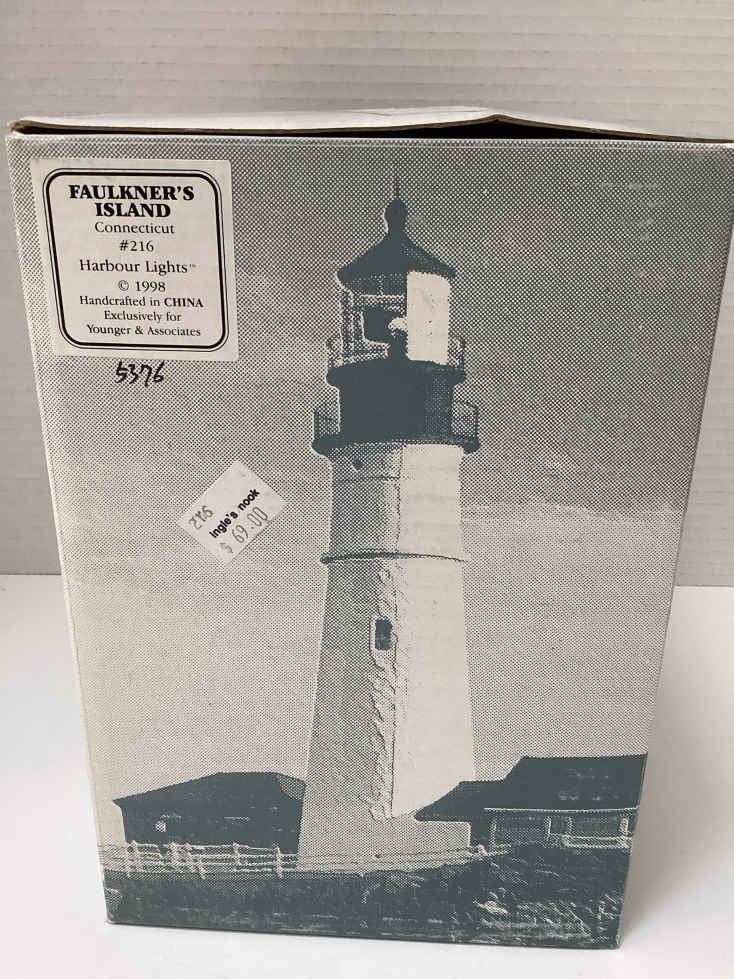 FAULKNER'S
ISLAND
Connecticut
#216
Harbour Lights™
© 1998
Handcrafted in CHINA
Exclusively for
Younger & Associates
5376
216
ingle's nook
$ 69.00